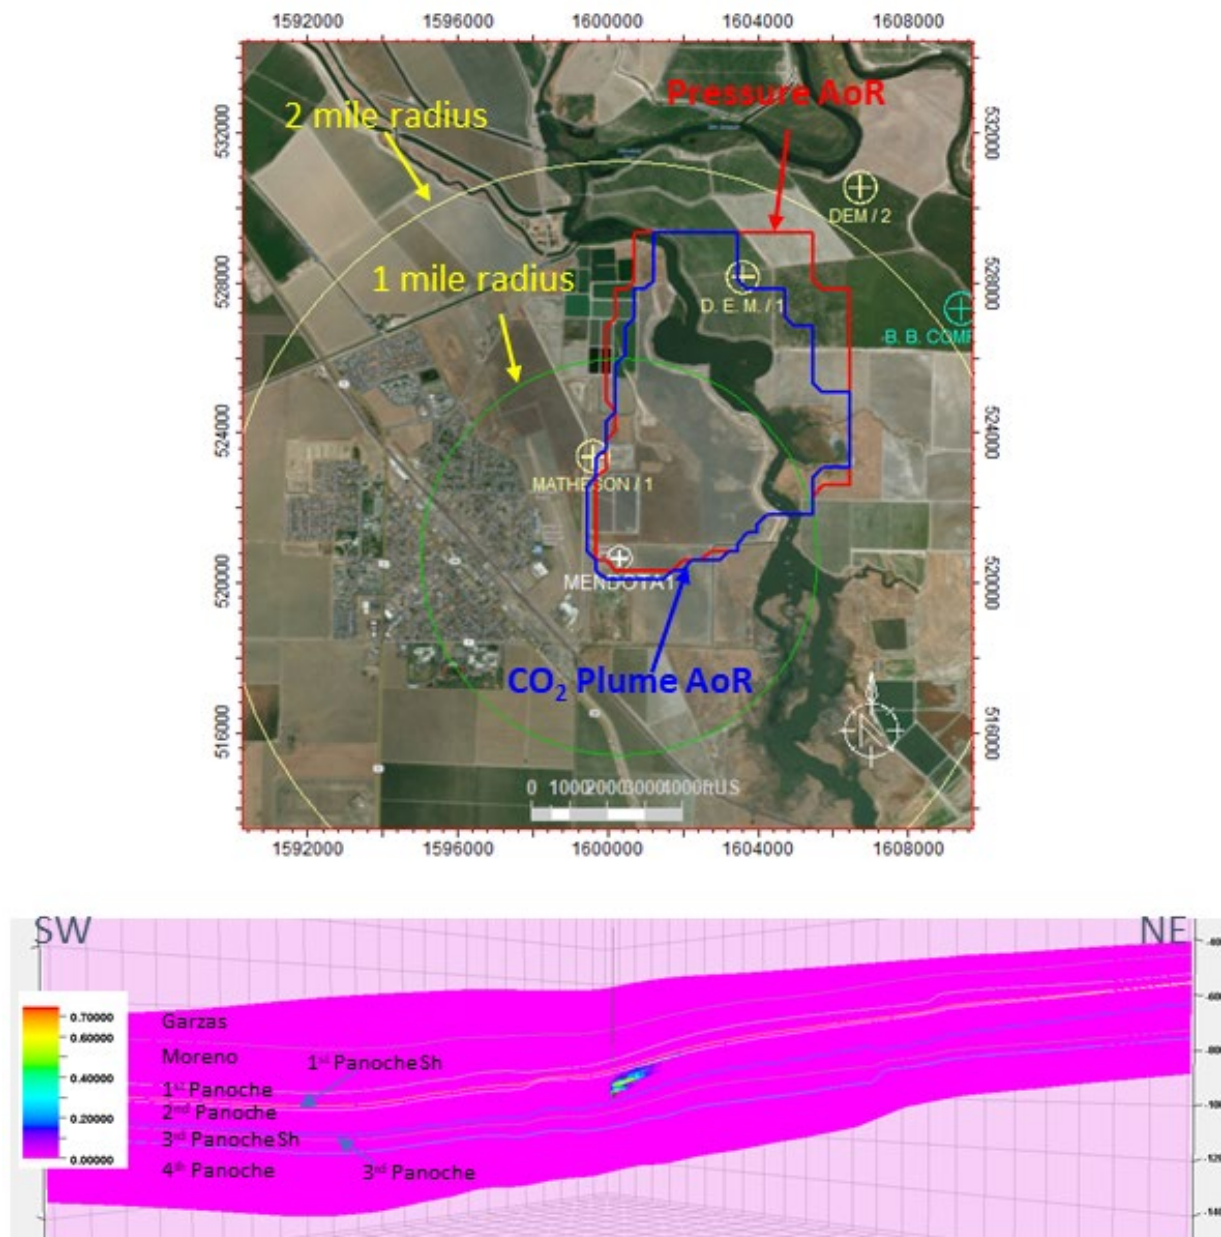 1592000 1596000 1600000 1604000 1608000
Pressure AoR
2 mile radius
532000
532000
DEM / 2
1 mile radius
528000
528000
D. E. M. / 1
B. B. COM
524000
524000
MATHESON / 1
520000
520000
MENDOTA1
CO₂ Plume AoR
516000
516000
N
0 1000 2000 3000 4000ftUS
1592000 1596000 1600000 1604000 1608000
SW
NE
0.70000
0.60000
0.40000
0.20000
0.00000
Garzas
Moreno
1st Panoche Sh
1st Panoche
2nd Panoche
3rd Panoche Sh
4th Panoche
3rd Panoche